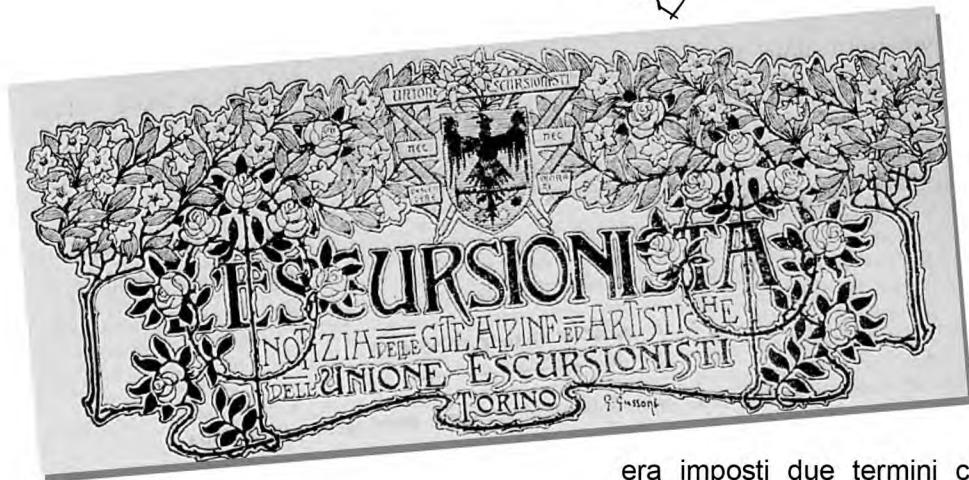 UNIONE ESCURSIONISTI
NEC NEC
L'ESCURSIONISTA
NOTIZIA DELLE GITE ALPINE ED ARTISTICHE
DELL'UNIONE ESCURSIONISTI
TORINO
G. Gussoni
era imposti due termini c